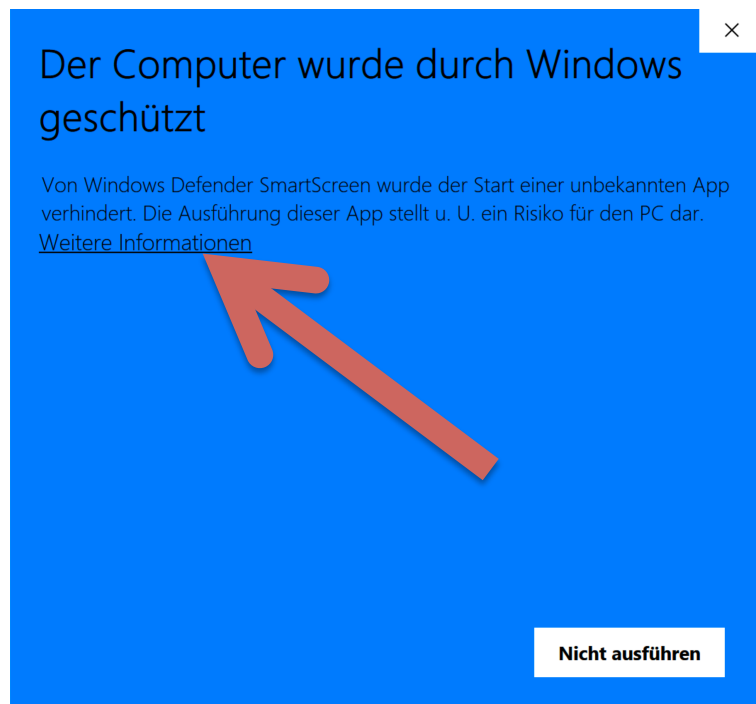 Der Computer wurde durch Windows
geschützt
Von Windows Defender SmartScreen wurde der Start einer unbekannten App
verhindert. Die Ausführung dieser App stellt u. U. ein Risiko für den PC dar.
Weitere Informationen
Nicht ausführen